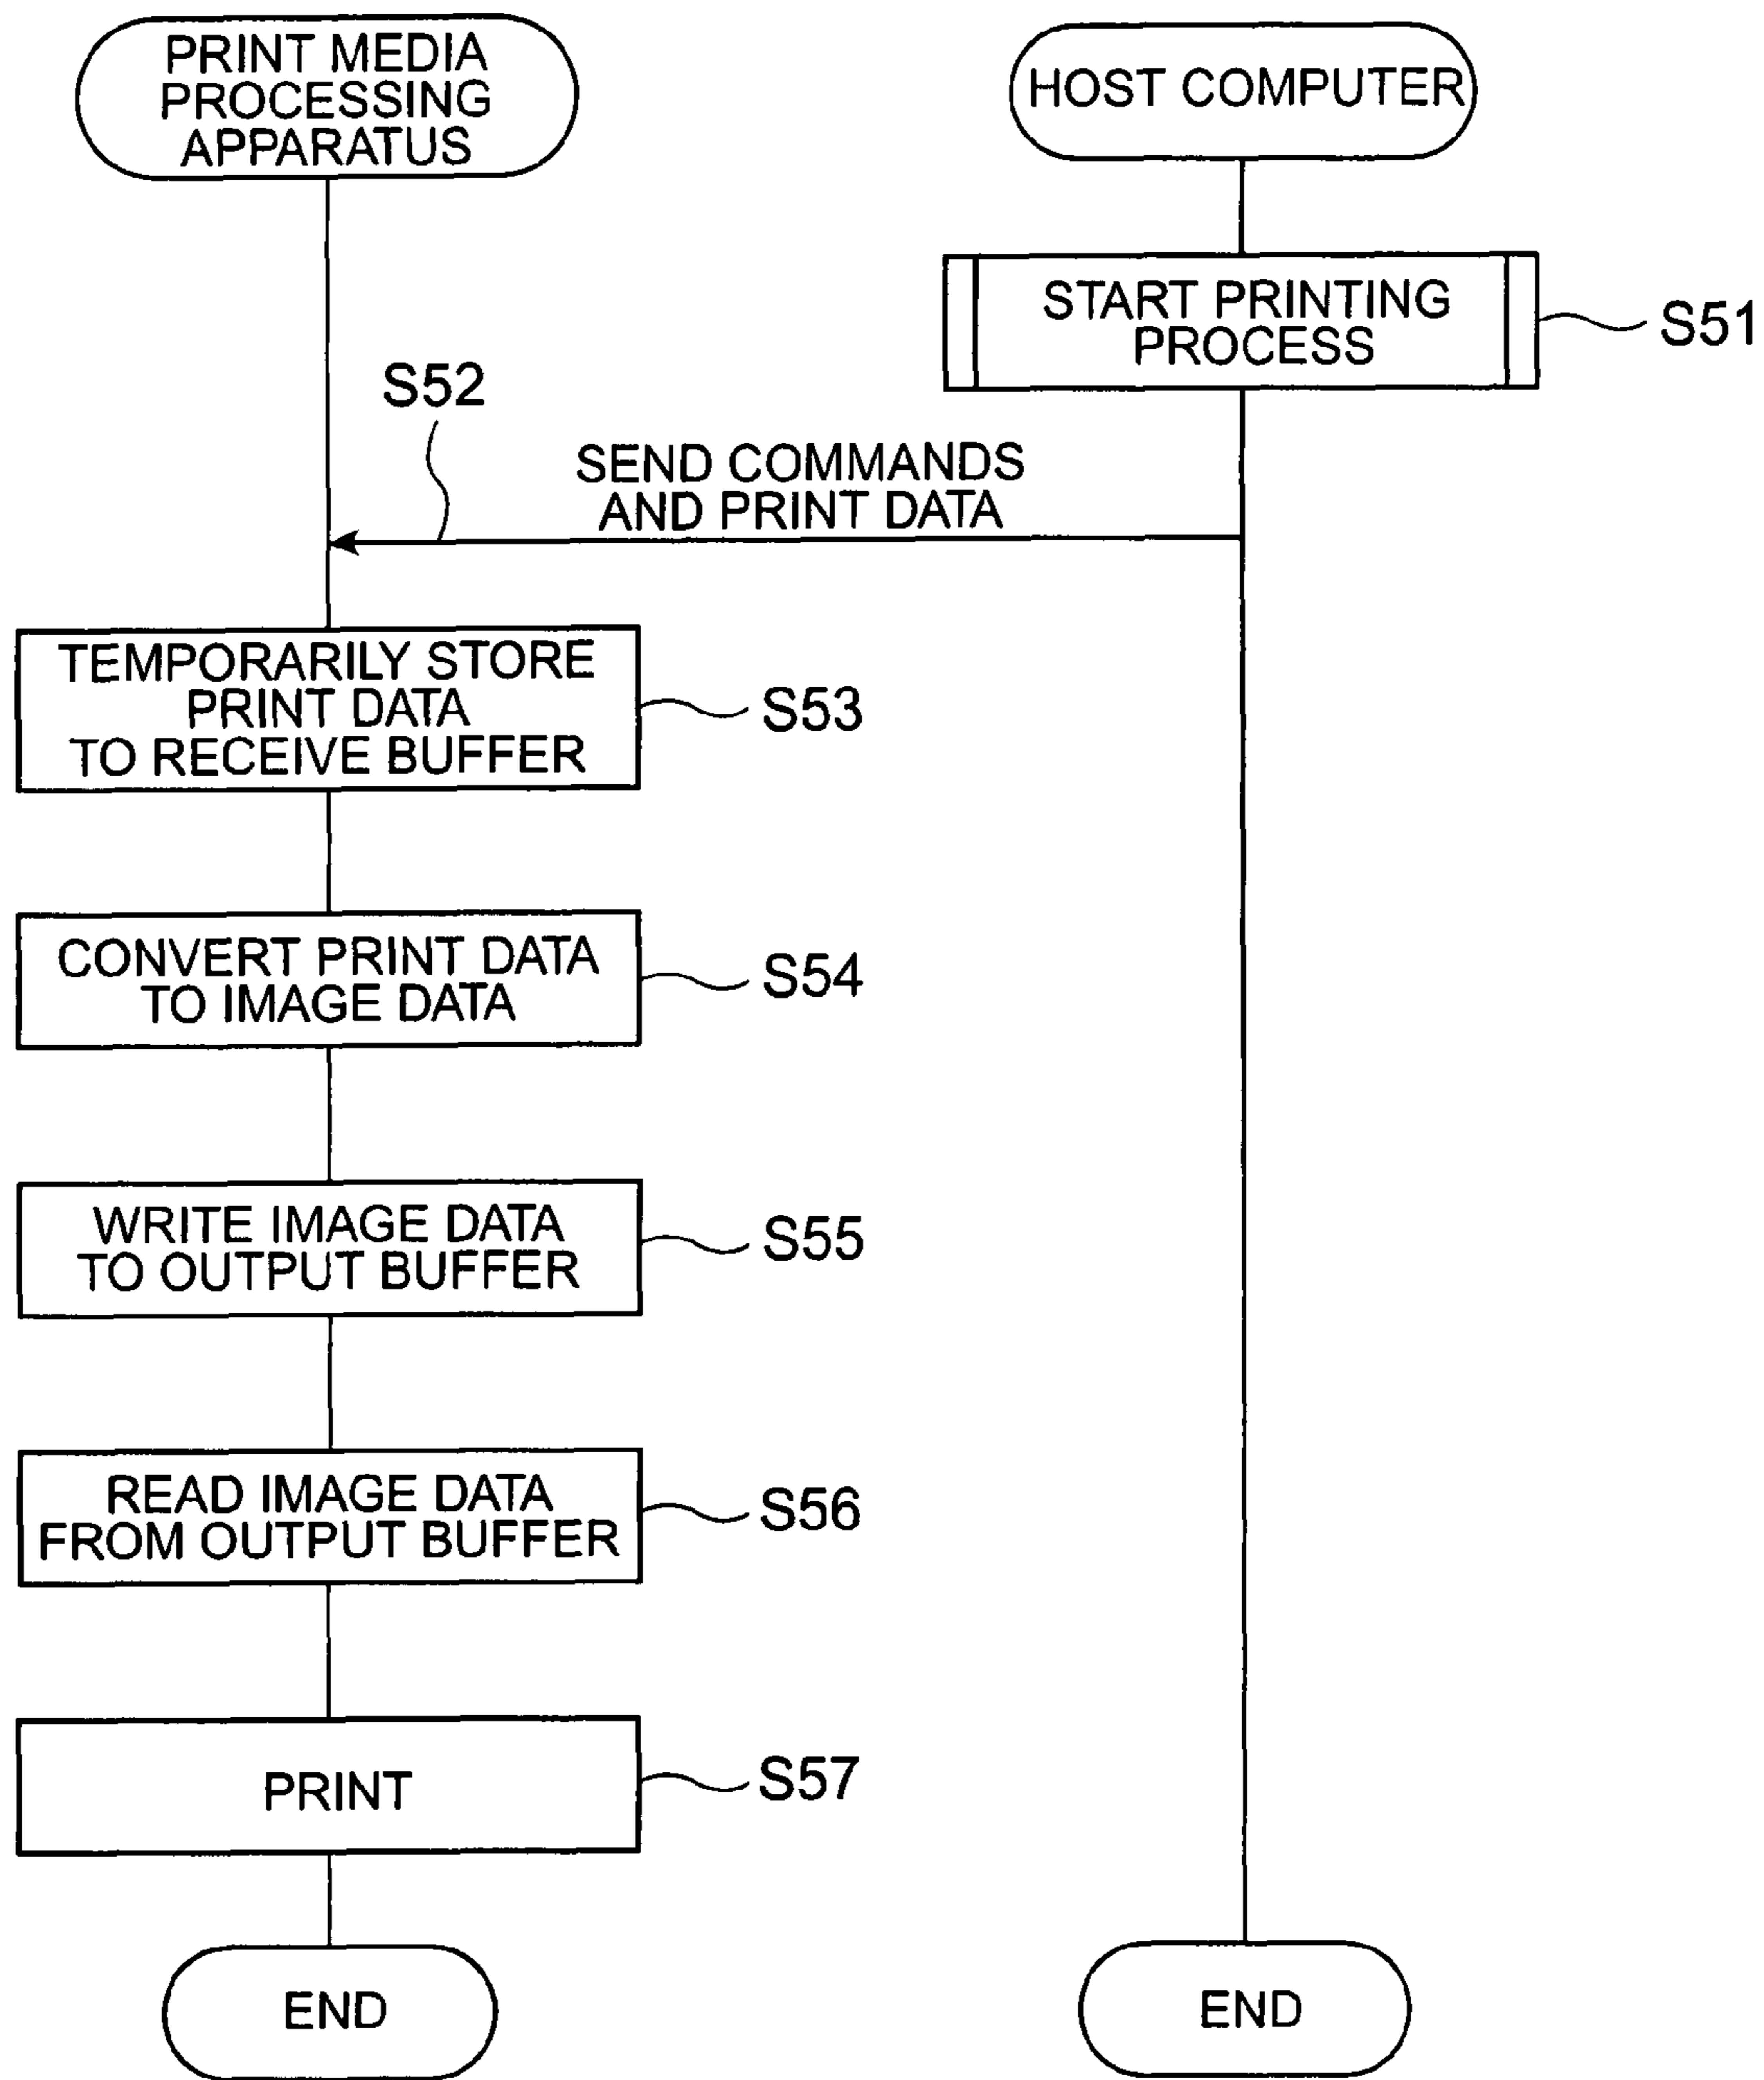 PRINT MEDIA
PROCESSING
APPARATUS
HOST COMPUTER
START PRINTING
PROCESS
S51
S52
SEND COMMANDS
AND PRINT DATA
TEMPORARILY STORE
PRINT DATA
TO RECEIVE BUFFER
S53
CONVERT PRINT DATA
TO IMAGE DATA
S54
WRITE IMAGE DATA
TO OUTPUT BUFFER
S55
READ IMAGE DATA
FROM OUTPUT BUFFER
S56
PRINT
S57
END
END